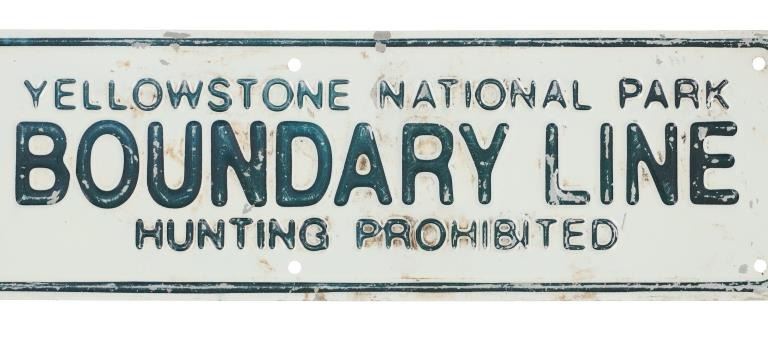 YELLOWSTONE NATIONAL PARK
BOUNDARY LINE
HUNTING PROHIBITED